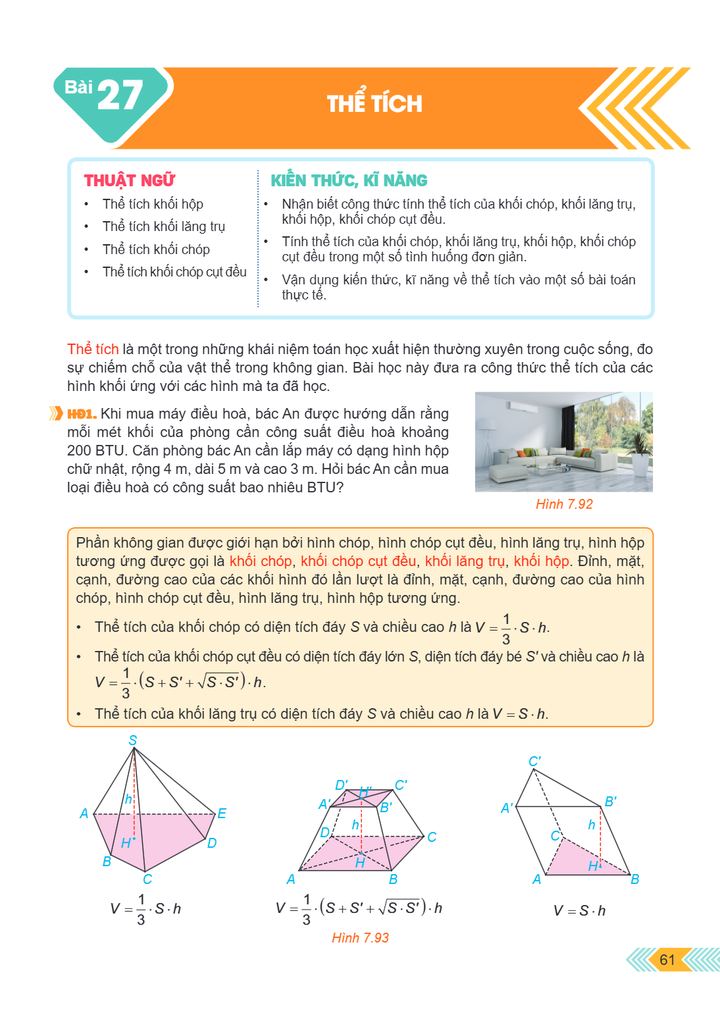 Bài 27
THỂ TÍCH
THUẬT NGỮ
• Thể tích khối hộp
• Thể tích khối lăng trụ
• Thể tích khối chóp
• Thể tích khối chóp cụt đều
KIẾN THỨC, KĨ NĂNG
• Nhận biết công thức tính thể tích của khối chóp, khối lăng trụ,
khối hộp, khối chóp cụt đều.
• Tính thể tích của khối chóp, khối lăng trụ, khối hộp, khối chóp
cụt đều trong một số tình huống đơn giản.
• Vận dụng kiến thức, kĩ năng về thể tích vào một số bài toán
thực tế.
Thể tích là một trong những khái niệm toán học xuất hiện thường xuyên trong cuộc sống, đo
sự chiếm chỗ của vật thể trong không gian. Bài học này đưa ra công thức thể tích của các
hình khối ứng với các hình mà ta đã học.
HĐ1. Khi mua máy điều hoà, bác An được hướng dẫn rằng
mỗi mét khối của phòng cần công suất điều hoà khoảng
200 BTU. Căn phòng bác An cần lắp máy có dạng hình hộp
chữ nhật, rộng 4 m, dài 5 m và cao 3 m. Hỏi bác An cần mua
loại điều hoà có công suất bao nhiêu BTU?
Hình 7.92
Phần không gian được giới hạn bởi hình chóp, hình chóp cụt đều, hình lăng trụ, hình hộp
tương ứng được gọi là khối chóp, khối chóp cụt đều, khối lăng trụ, khối hộp. Đỉnh, mặt,
cạnh, đường cao của các khối hình đó lần lượt là đỉnh, mặt, cạnh, đường cao của hình
chóp, hình chóp cụt đều, hình lăng trụ, hình hộp tương ứng.
• Thể tích của khối chóp có diện tích đáy S và chiều cao h là V = 1/3 · S · h.
• Thể tích của khối chóp cụt đều có diện tích đáy lớn S, diện tích đáy bé S' và chiều cao h là
V = 1/3 · (S + S' + √(S · S')) · h.
• Thể tích của khối lăng trụ có diện tích đáy S và chiều cao h là V = S · h.
S
h
A
E
H
D
B
C
V = 1/3 · S · h
D'
C'
H'
A'
B'
h
D
C
H
A
B
V = 1/3 · (S + S' + √(S · S')) · h
C'
A'
B'
h
C
H
A
B
V = S · h
Hình 7.93
61